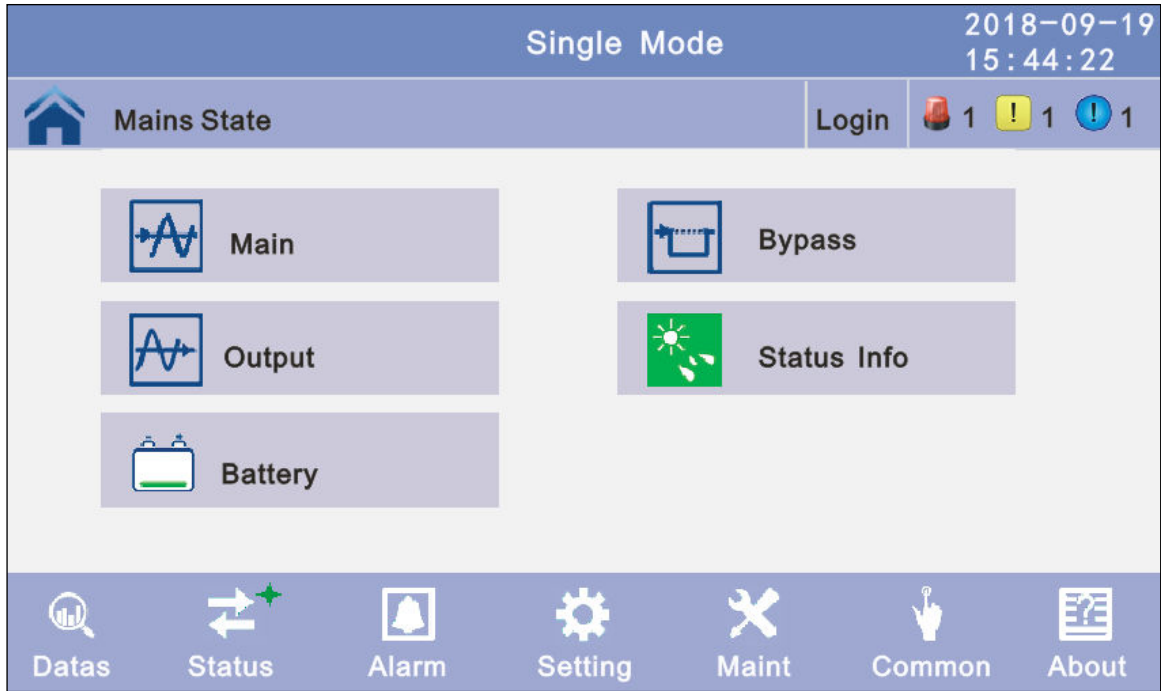 Single Mode
2018-09-19
15:44:22
Mains State
Login
1
! 1
! 1
Main
Bypass
Output
Status Info
Battery
Datas
Status
Alarm
Setting
Maint
Common
?
About